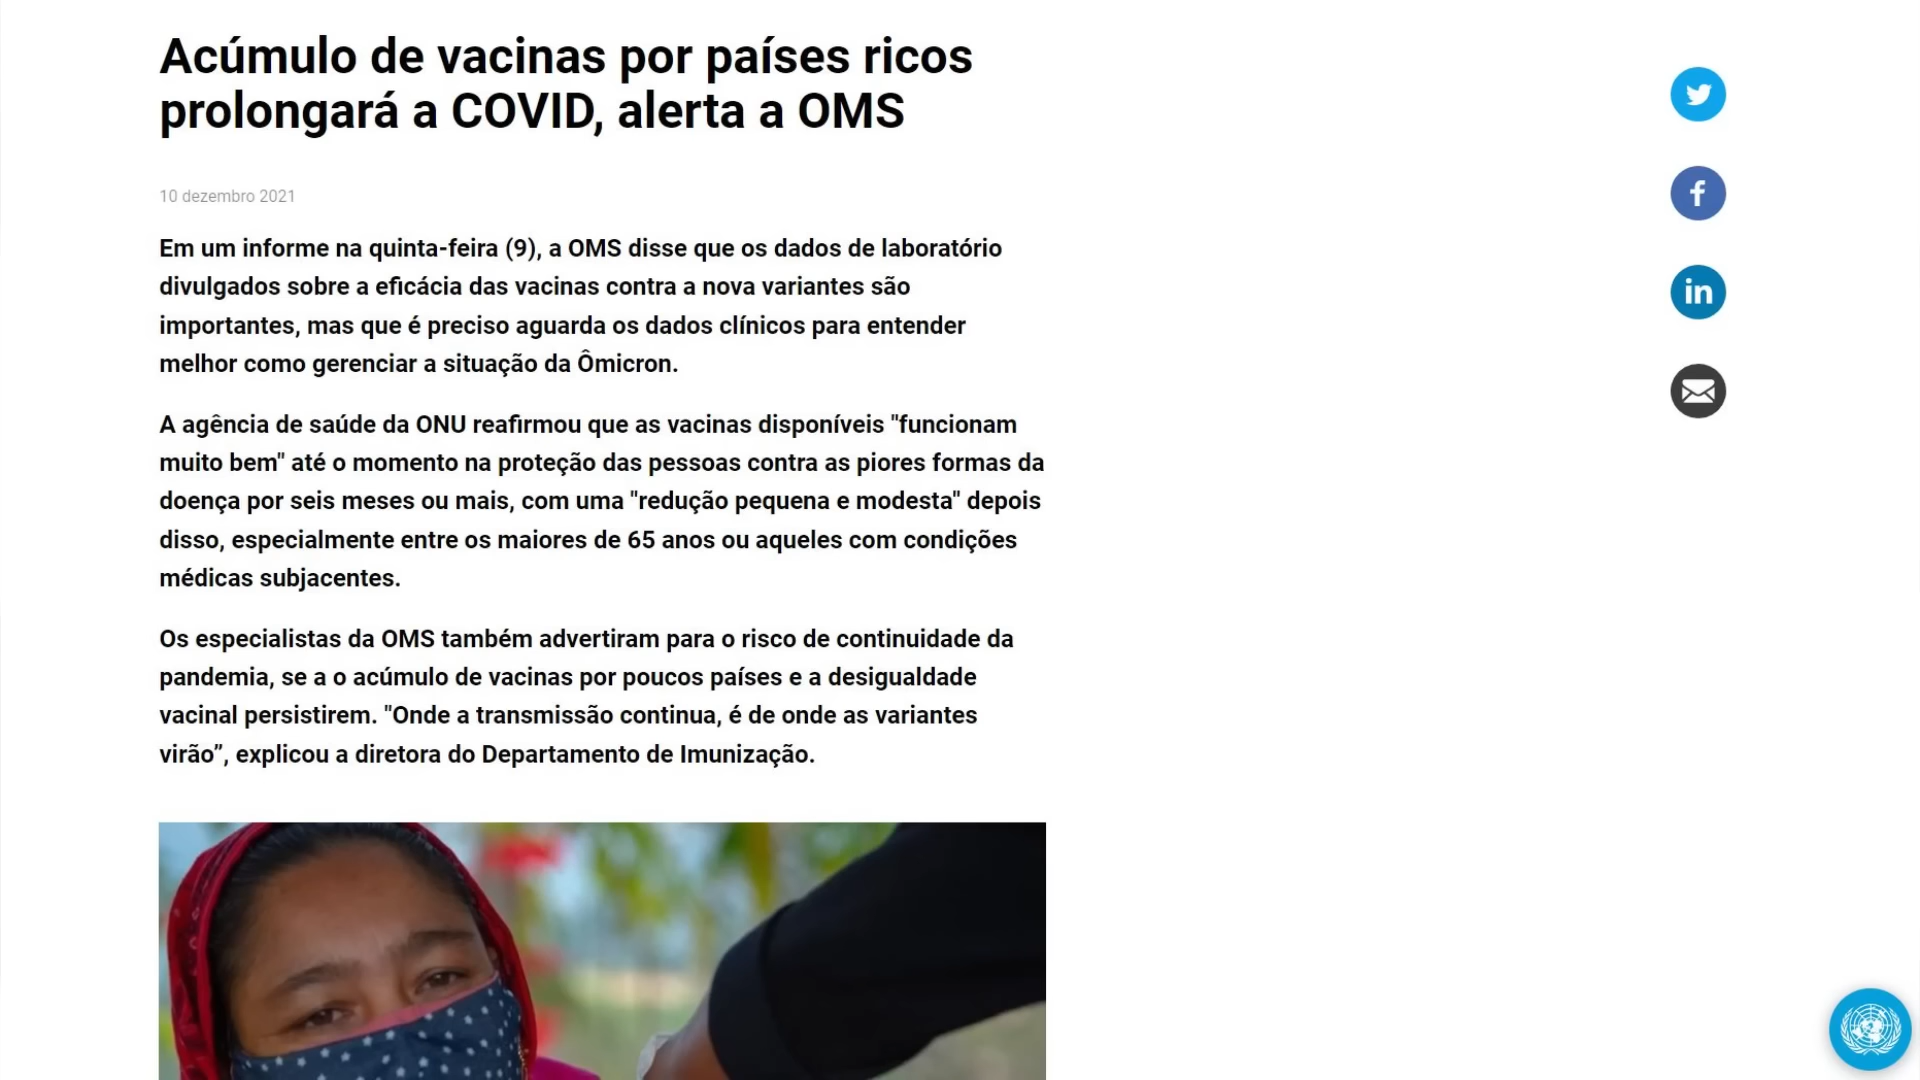 Acúmulo de vacinas por países ricos
prolongará a COVID, alerta a OMS
10 dezembro 2021
Em um informe na quinta-feira (9), a OMS disse que os dados de laboratório
divulgados sobre a eficácia das vacinas contra a nova variantes são
importantes, mas que é preciso aguarda os dados clínicos para entender
melhor como gerenciar a situação da Ômicron.
A agência de saúde da ONU reafirmou que as vacinas disponíveis "funcionam
muito bem" até o momento na proteção das pessoas contra as piores formas da
doença por seis meses ou mais, com uma "redução pequena e modesta" depois
disso, especialmente entre os maiores de 65 anos ou aqueles com condições
médicas subjacentes.
Os especialistas da OMS também advertiram para o risco de continuidade da
pandemia, se a o acúmulo de vacinas por poucos países e a desigualdade
vacinal persistirem. "Onde a transmissão continua, é de onde as variantes
virão”, explicou a diretora do Departamento de Imunização.